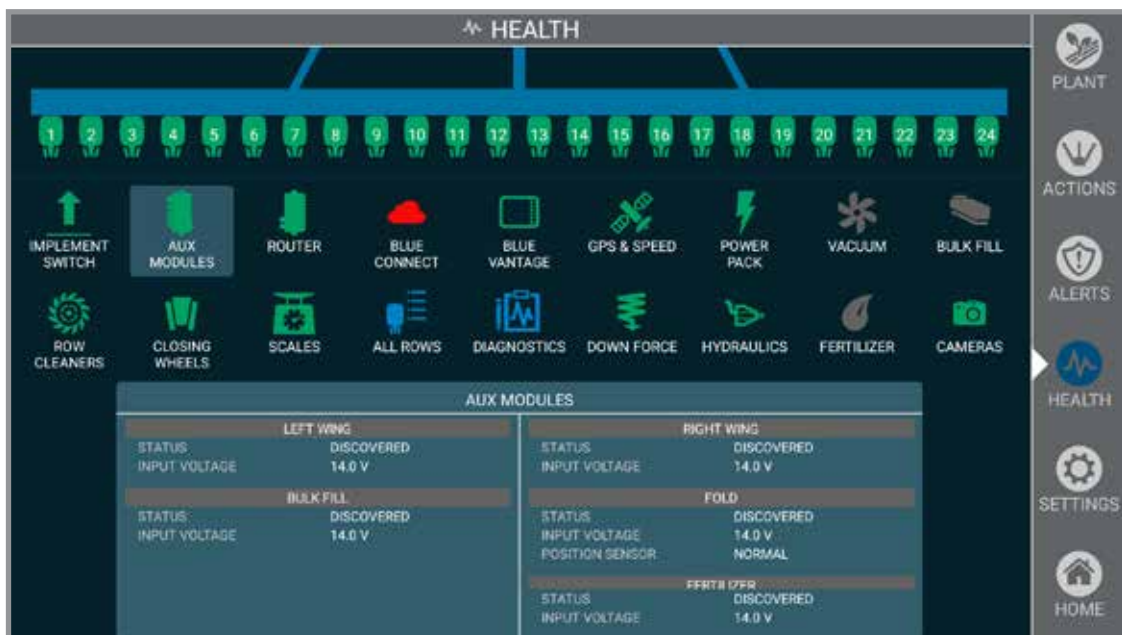 HEALTH
PLANT
1 2 3 4 5 6 7 8 9 10 11 12 13 14 15 16 17 18 19 20 21 22 23 24
ACTIONS
IMPLEMENT SWITCH
AUX MODULES
ROUTER
BLUE CONNECT
BLUE VANTAGE
GPS & SPEED
POWER PACK
VACUUM
BULK FILL
ALERTS
ROW CLEANERS
CLOSING WHEELS
SCALES
ALL ROWS
DIAGNOSTICS
DOWN FORCE
HYDRAULICS
FERTILIZER
CAMERAS
HEALTH
AUX MODULES
LEFT WING
STATUS DISCOVERED
INPUT VOLTAGE 14.0 V
BULK FILL
STATUS DISCOVERED
INPUT VOLTAGE 14.0 V
RIGHT WING
STATUS DISCOVERED
INPUT VOLTAGE 14.0 V
FOLD
STATUS DISCOVERED
INPUT VOLTAGE 14.0 V
POSITION SENSOR NORMAL
FERTILIZER
STATUS DISCOVERED
INPUT VOLTAGE 14.0 V
SETTINGS
HOME